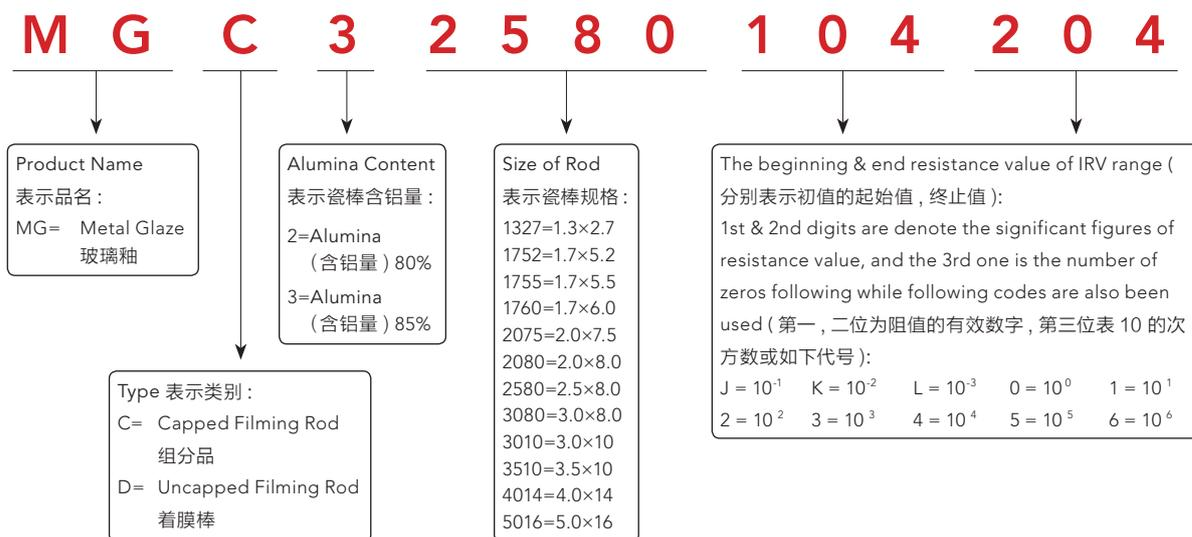 M G C 3 2 5 8 0 1 0 4 2 0 4
Product Name
表示品名 :
MG= Metal Glaze
玻璃釉
Type 表示类别 :
C= Capped Filming Rod
组分品
D= Uncapped Filming Rod
着膜棒
Alumina Content
表示瓷棒含铝量 :
2=Alumina
(含铝量 ) 80%
3=Alumina
(含铝量 ) 85%
Size of Rod
表示瓷棒规格 :
1327=1.3×2.7
1752=1.7×5.2
1755=1.7×5.5
1760=1.7×6.0
2075=2.0×7.5
2080=2.0×8.0
2580=2.5×8.0
3080=3.0×8.0
3010=3.0×10
3510=3.5×10
4014=4.0×14
5016=5.0×16
The beginning & end resistance value of IRV range (
分别表示初值的起始值 , 终止值 ):
1st & 2nd digits are denote the significant figures of
resistance value, and the 3rd one is the number of
zeros following while following codes are also been
used ( 第一 , 二位为阻值的有效数字 , 第三位表 10 的次
方数或如下代号 ):
J = 10⁻¹ K = 10⁻² L = 10⁻³ 0 = 10⁰ 1 = 10¹
2 = 10² 3 = 10³ 4 = 10⁴ 5 = 10⁵ 6 = 10⁶